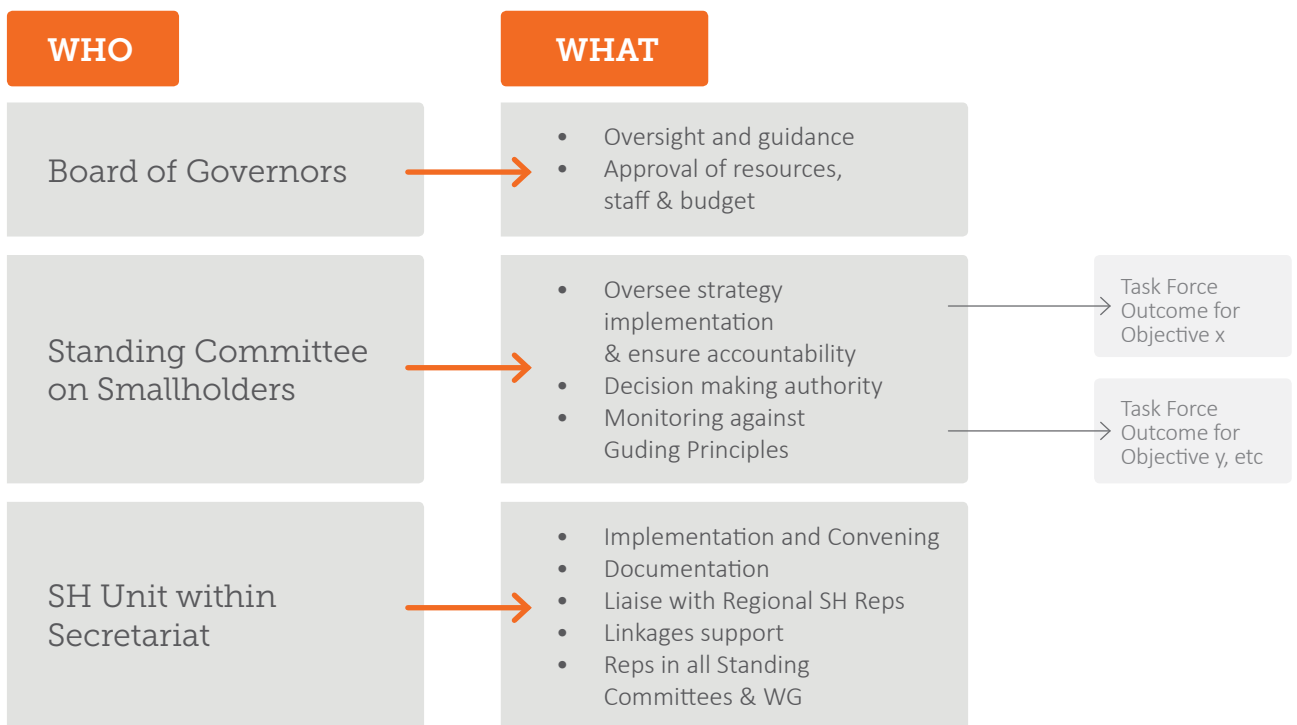 WHO
WHAT
Board of Governors
• Oversight and guidance
• Approval of resources,
staff & budget
Standing Committee
on Smallholders
• Oversee strategy
implementation
& ensure accountability
• Decision making authority
• Monitoring against
Guding Principles
Task Force
Outcome for
Objective x
Task Force
Outcome for
Objective y, etc
SH Unit within
Secretariat
• Implementation and Convening
• Documentation
• Liaise with Regional SH Reps
• Linkages support
• Reps in all Standing
Committees & WG